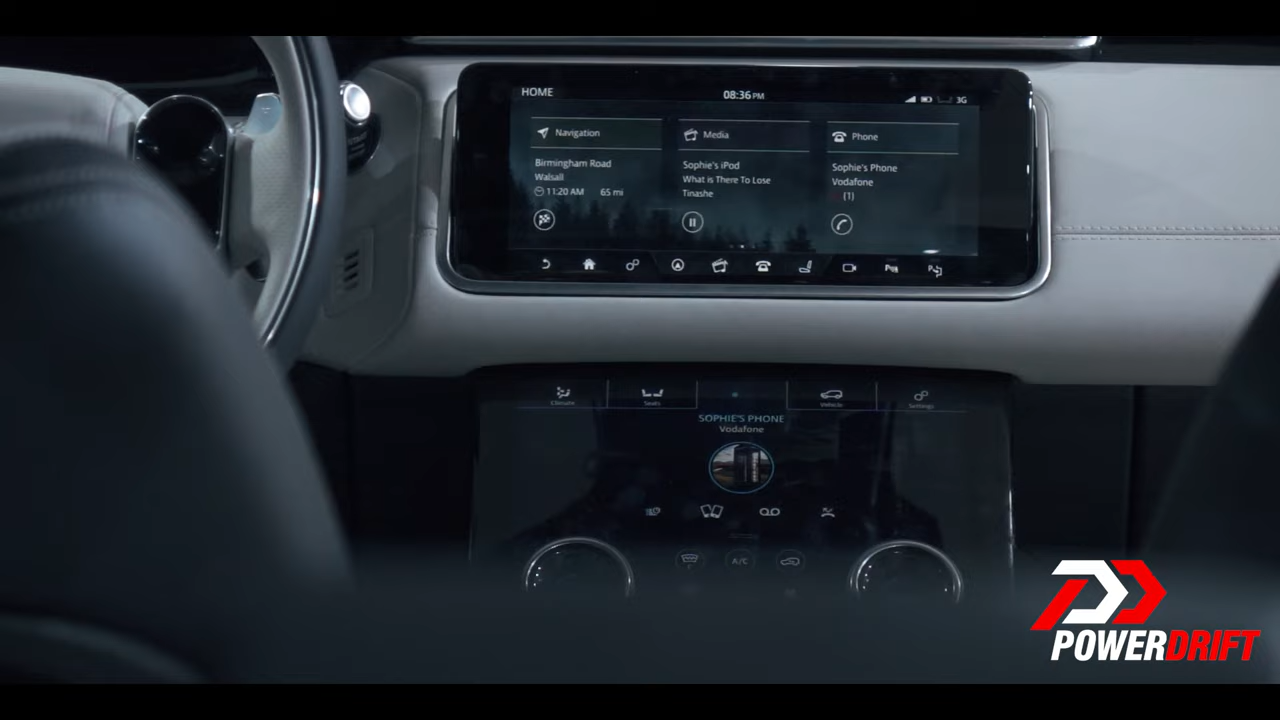 HOME
08:36 PM
3G
Navigation
Media
Phone
Birmingham Road
Walsall
11:20 AM 65 mi
Sophie's iPod
What is There To Lose
Tinashe
Sophie's Phone
Vodafone
(1)
Climate
Seats
Vehicle
Settings
SOPHIE'S PHONE
Vodafone
A/C
POWERDRIFT